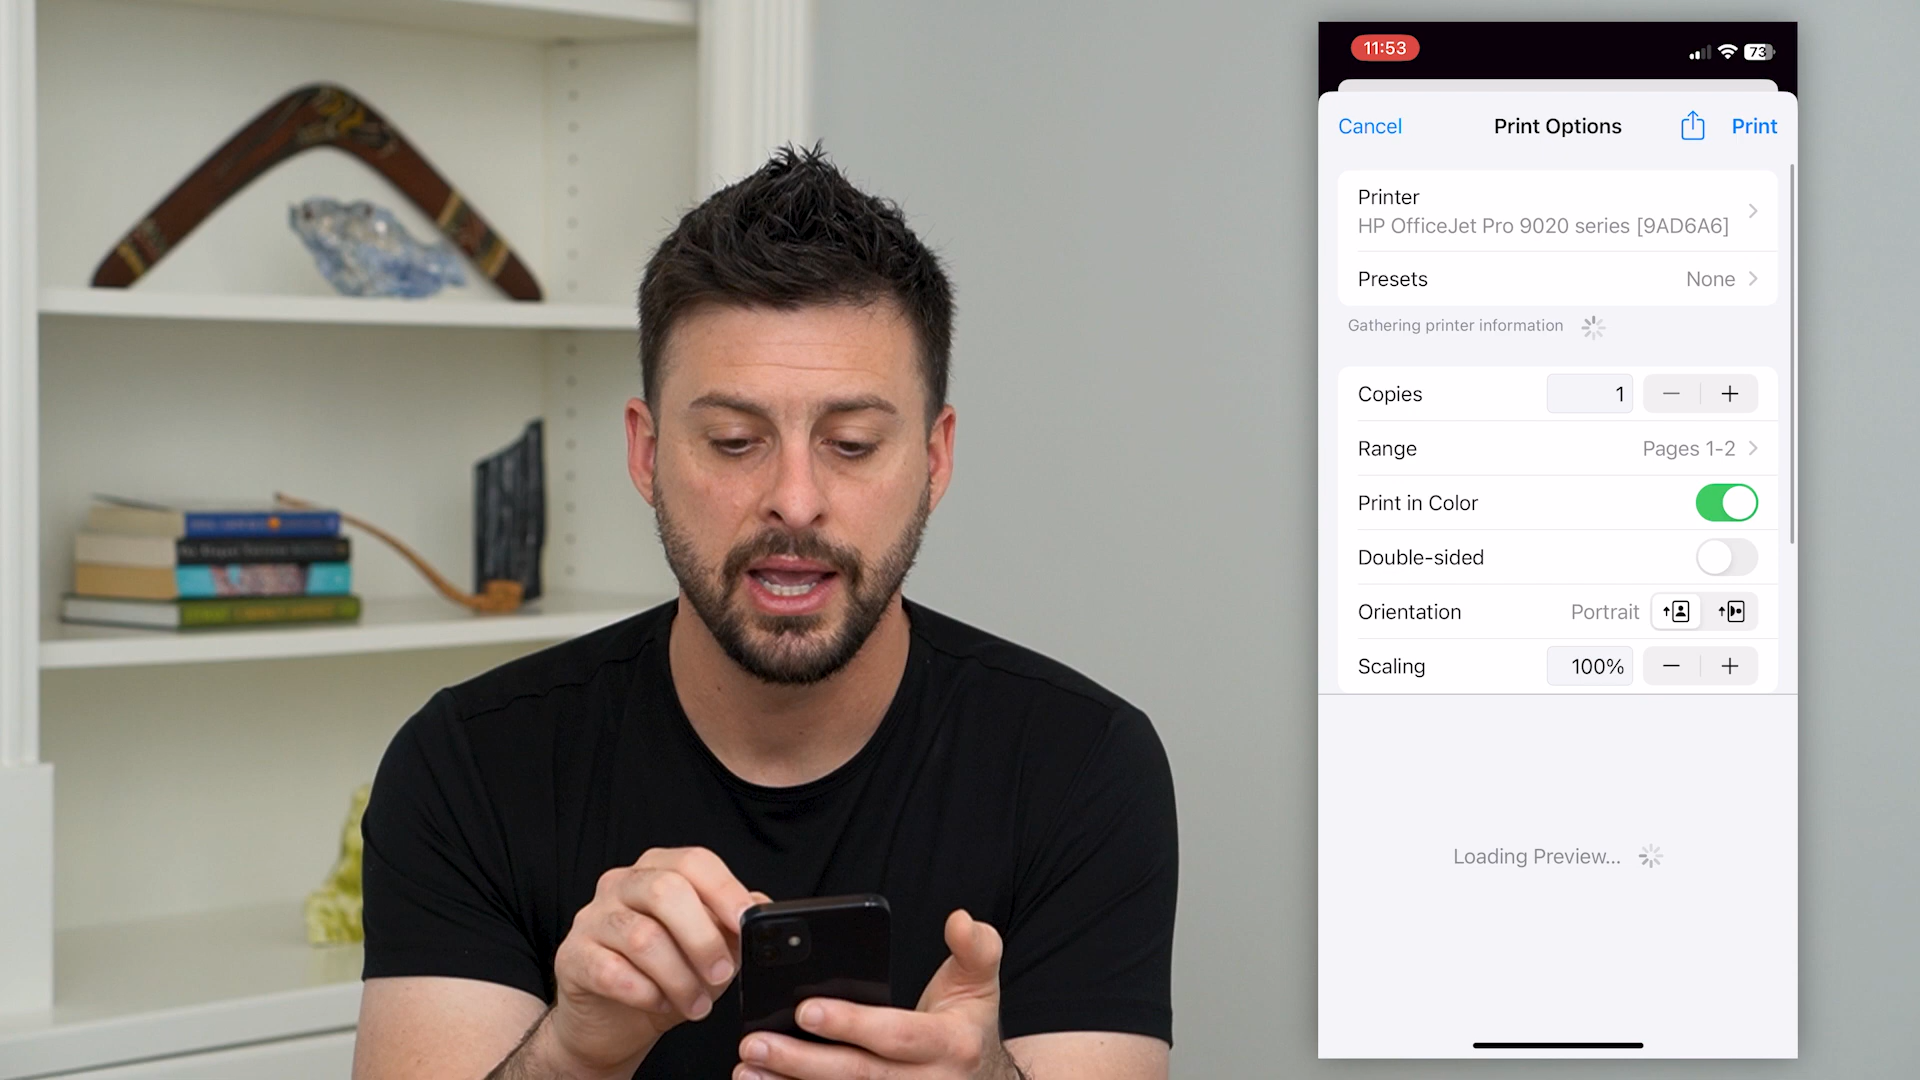 11:53
73
Cancel
Print Options
Print
Printer
HP OfficeJet Pro 9020 series [9AD6A6]
Presets
None
Gathering printer information
Copies
1
Range
Pages 1-2
Print in Color
Double-sided
Orientation
Portrait
Scaling
100%
Loading Preview...